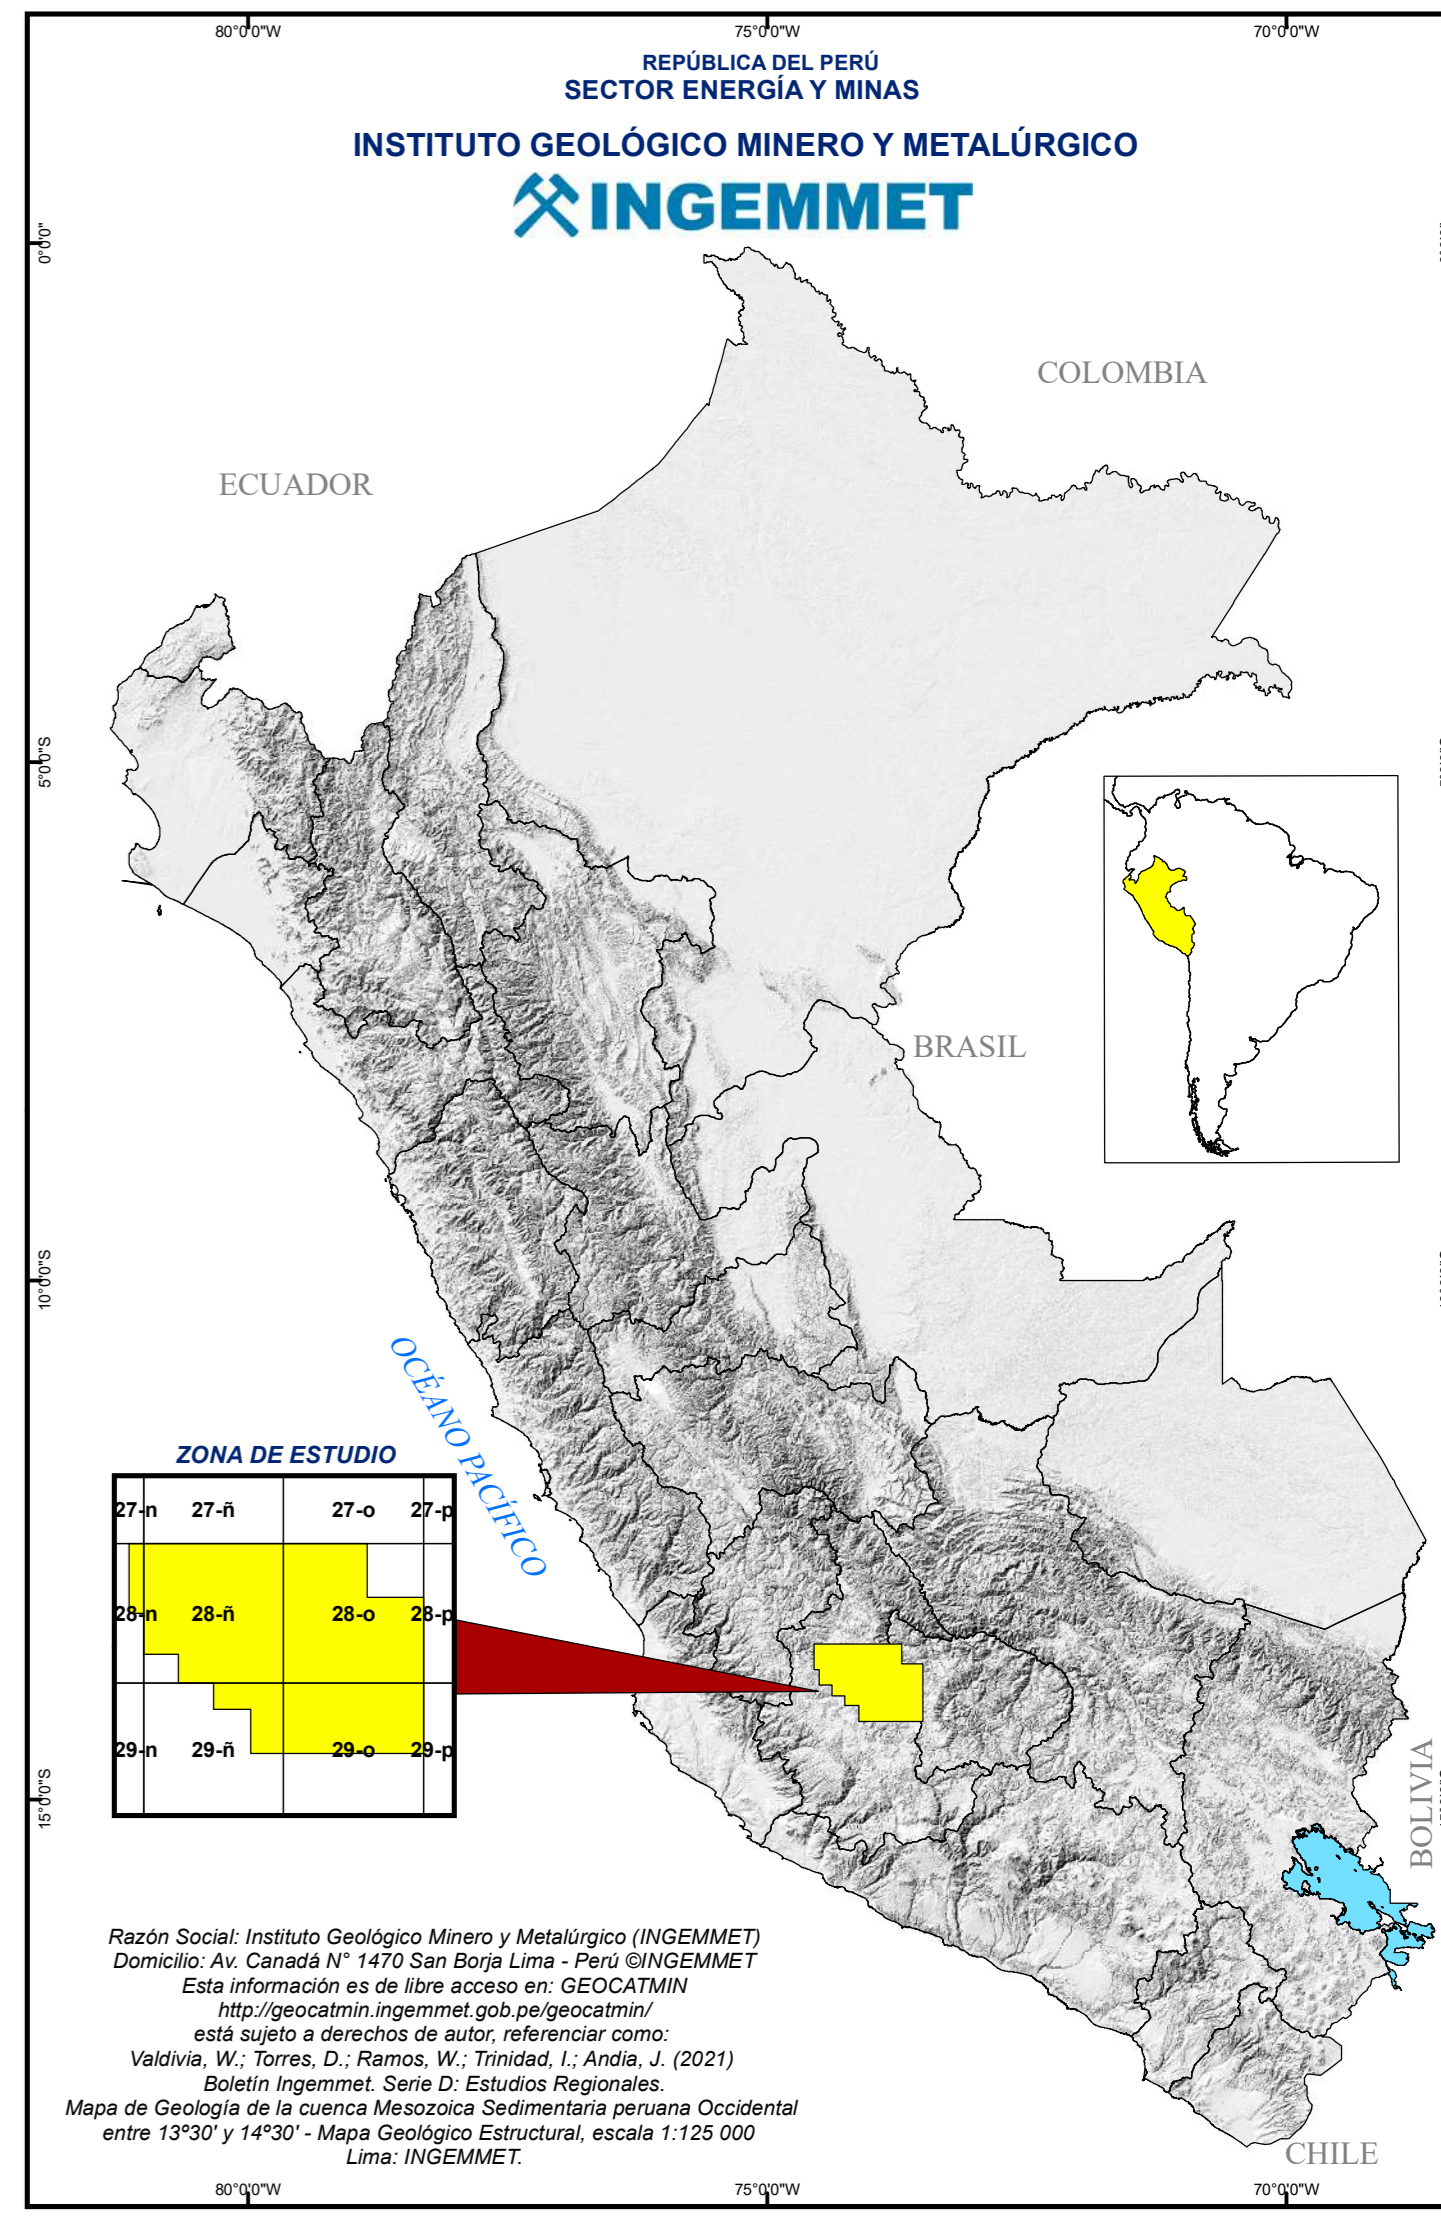 80°0'0"W 75°0'0"W 70°0'0"W
REPÚBLICA DEL PERÚ
SECTOR ENERGÍA Y MINAS
INSTITUTO GEOLÓGICO MINERO Y METALÚRGICO
INGEMMET
0°0'0"
COLOMBIA
ECUADOR
5°0'0"S
BRASIL
10°0'0"S
OCÉANO PACÍFICO
ZONA DE ESTUDIO
27-n 27-ñ 27-o 27-p
28-n 28-ñ 28-o 28-p
29-n 29-ñ 29-o 29-p
15°0'0"S
BOLIVIA
Razón Social: Instituto Geológico Minero y Metalúrgico (INGEMMET)
Domicilio: Av. Canadá N° 1470 San Borja Lima - Perú ©INGEMMET
Esta información es de libre acceso en: GEOCATMIN
http://geocatmin.ingemmet.gob.pe/geocatmin/
está sujeto a derechos de autor, referenciar como:
Valdivia, W.; Torres, D.; Ramos, W.; Trinidad, I.; Andia, J. (2021)
Boletín Ingemmet. Serie D: Estudios Regionales.
Mapa de Geología de la cuenca Mesozoica Sedimentaria peruana Occidental
entre 13º30' y 14º30' - Mapa Geológico Estructural, escala 1:125 000
Lima: INGEMMET.
CHILE
80°0'0"W 75°0'0"W 70°0'0"W